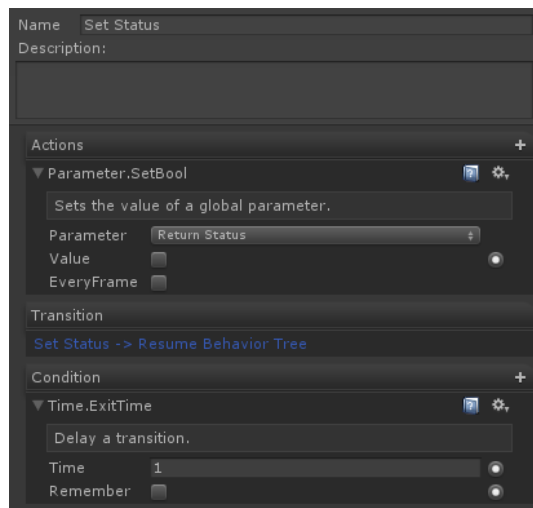 Name Set Status
Description:
Actions +
Parameter.SetBool
Sets the value of a global parameter.
Parameter Return Status
Value
EveryFrame
Transition
Set Status -> Resume Behavior Tree
Condition +
Time.ExitTime
Delay a transition.
Time 1
Remember